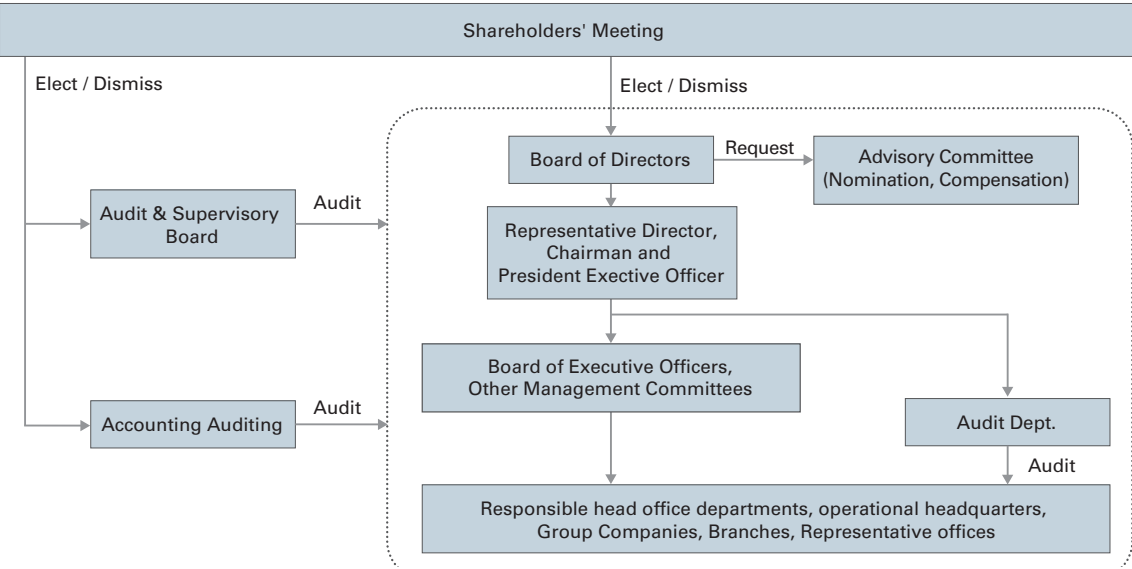 Shareholders' Meeting
Elect / Dismiss
Elect / Dismiss
Board of Directors
Request
Advisory Committee
(Nomination, Compensation)
Audit & Supervisory
Board
Audit
Representative Director,
Chairman and
President Exective Officer
Board of Executive Officers,
Other Management Committees
Accounting Auditing
Audit
Audit Dept.
Audit
Responsible head office departments, operational headquarters,
Group Companies, Branches, Representative offices